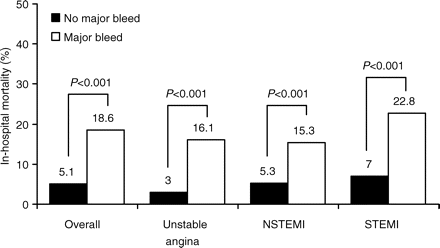 50
40
30
20
10
0
In-hospital mortality (%)
No major bleed
Major bleed
P<0.001
5.1
18.6
P<0.001
3
16.1
P<0.001
5.3
15.3
P<0.001
7
22.8
Overall
Unstable
angina
NSTEMI
STEMI